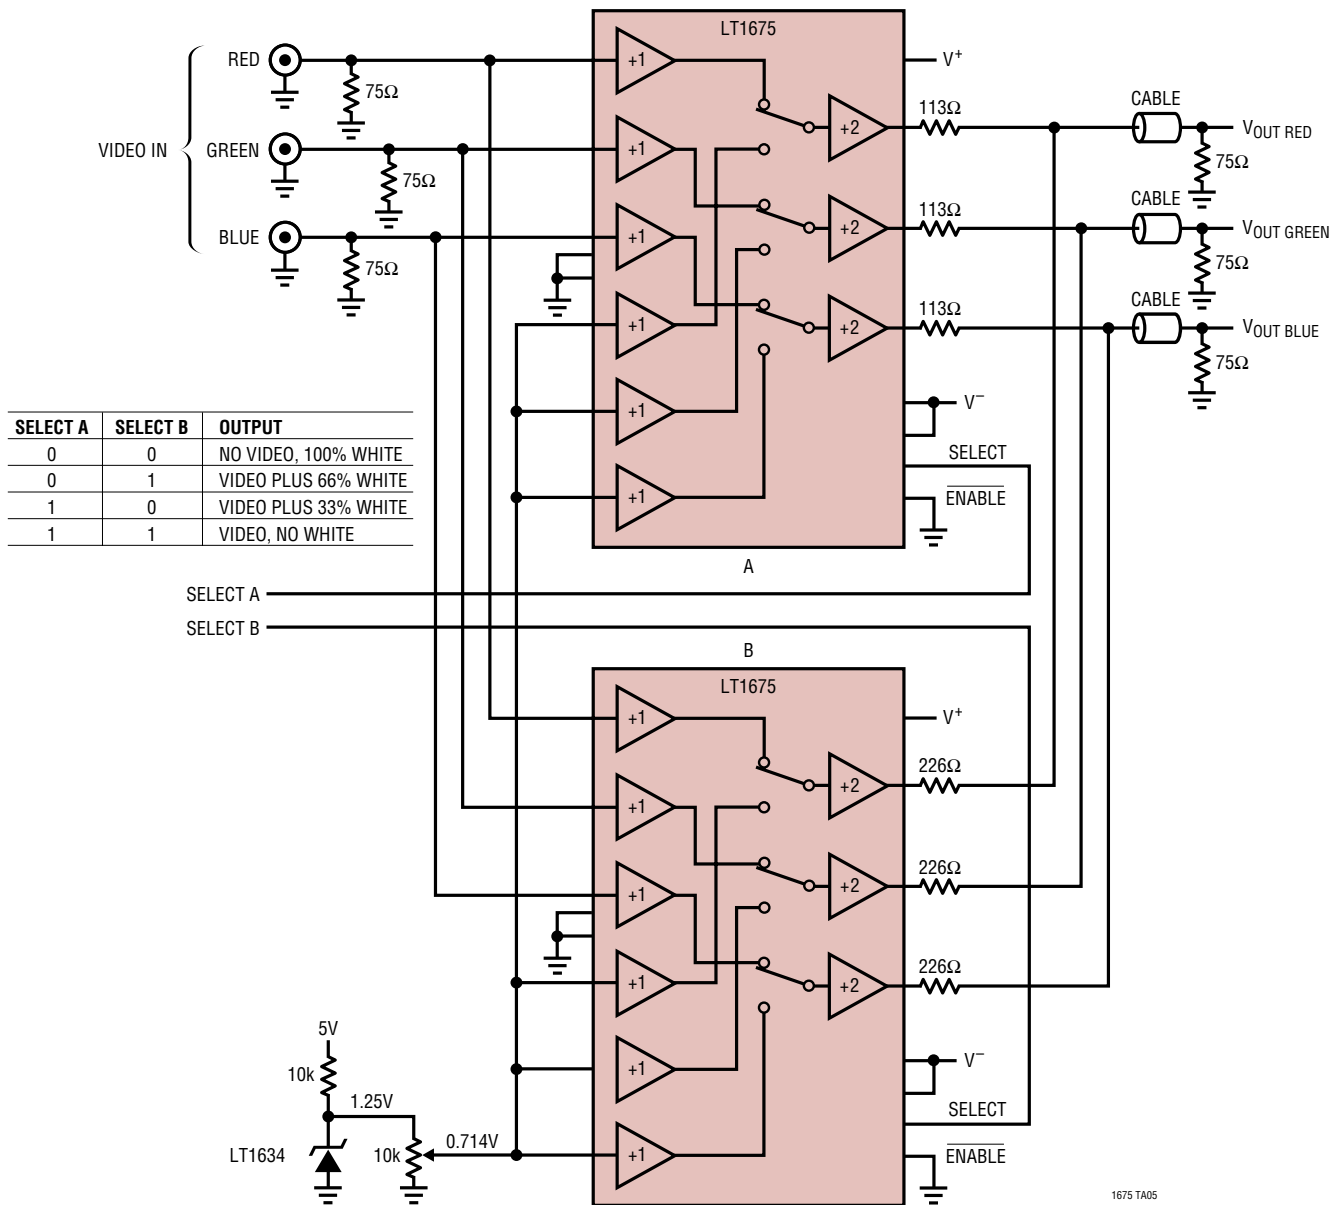 LT1675
RED
75Ω
VIDEO IN
GREEN
75Ω
BLUE
75Ω
+1
+1
+1
+1
+1
+1
+2
+2
+2
V+
113Ω
113Ω
113Ω
CABLE
VOUT RED
75Ω
CABLE
VOUT GREEN
75Ω
CABLE
VOUT BLUE
75Ω
V−
SELECT
ENABLE
A
SELECT A SELECT B OUTPUT
0 0 NO VIDEO, 100% WHITE
0 1 VIDEO PLUS 66% WHITE
1 0 VIDEO PLUS 33% WHITE
1 1 VIDEO, NO WHITE
SELECT A
SELECT B
B
LT1675
+1
+1
+1
+1
+1
+1
+2
+2
+2
V+
226Ω
226Ω
226Ω
V−
SELECT
ENABLE
5V
10k
1.25V
LT1634
10k
0.714V
1675 TA05